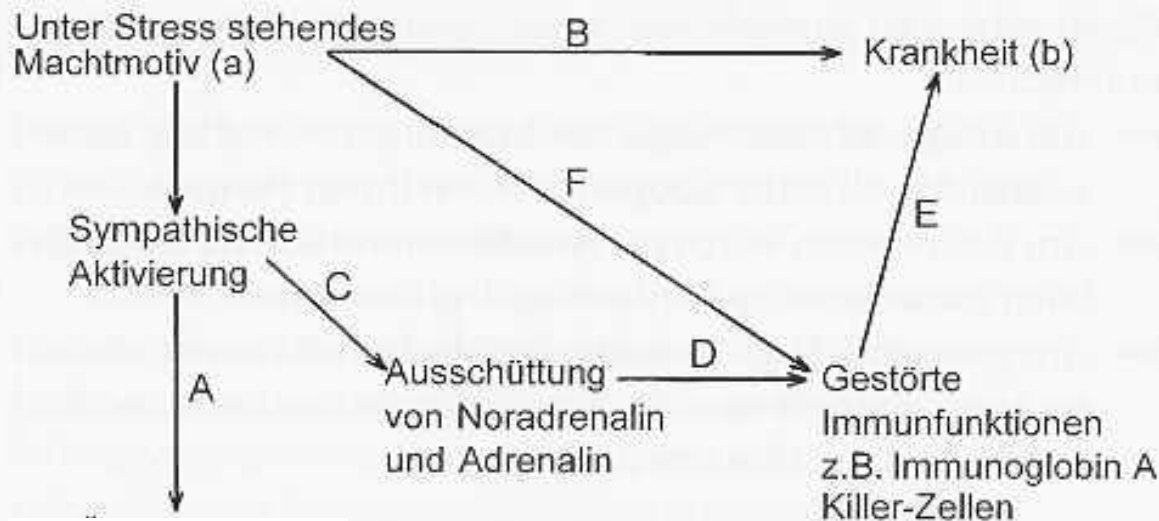 Unter Stress stehendes
Machtmotiv (a)
B
Krankheit (b)
F
E
Sympathische
Aktivierung
C
A
D
Ausschüttung
von Noradrenalin
und Adrenalin
Gestörte
Immunfunktionen
z.B. Immunoglobin A
Killer-Zellen